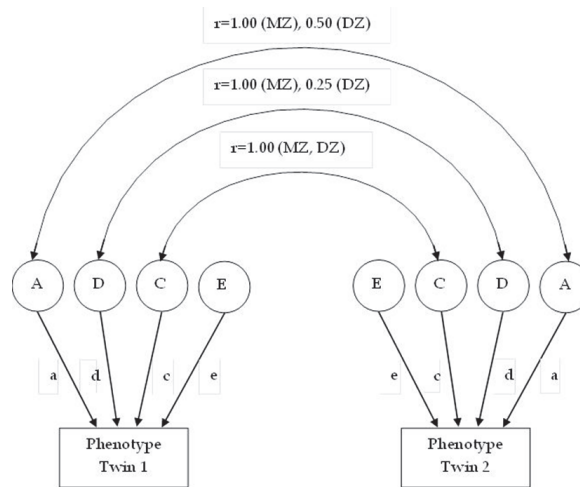 r=1.00 (MZ), 0.50 (DZ)
r=1.00 (MZ), 0.25 (DZ)
r=1.00 (MZ, DZ)
A D C E E C D A
a d c e e c d a
Phenotype Twin 1
Phenotype Twin 2